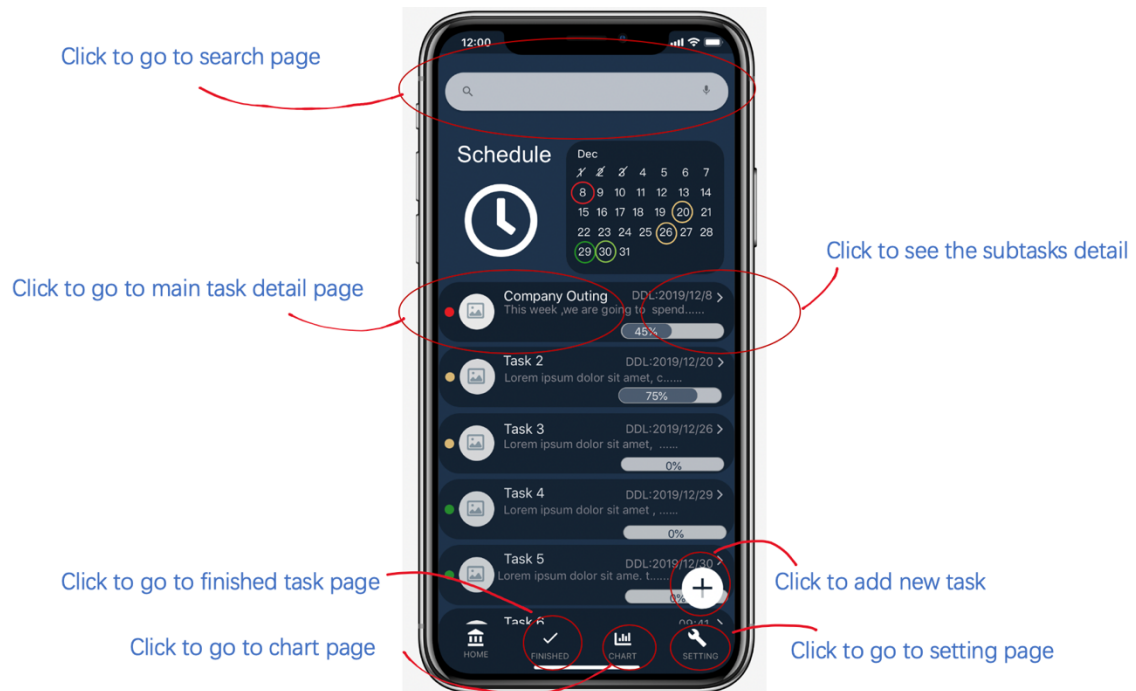 Click to go to search page
12:00
Schedule
Dec
1 2 3 4 5 6 7
8 9 10 11 12 13 14
15 16 17 18 19 20 21
22 23 24 25 26 27 28
29 30 31
Click to see the subtasks detail
Click to go to main task detail page
Company Outing DDL:2019/12/8 >
This week ,we are going to spend......
45%
Task 2 DDL:2019/12/20 >
Lorem ipsum dolor sit amet, c......
75%
Task 3 DDL:2019/12/26 >
Lorem ipsum dolor sit amet, ......
0%
Task 4 DDL:2019/12/29 >
Lorem ipsum dolor sit amet , ......
0%
Task 5 DDL:2019/12/30 >
Lorem ipsum dolor sit ame. t......
0%
Click to go to finished task page
Click to add new task
Task 6 09:41 >
HOME FINISHED CHART SETTING
Click to go to chart page
Click to go to setting page